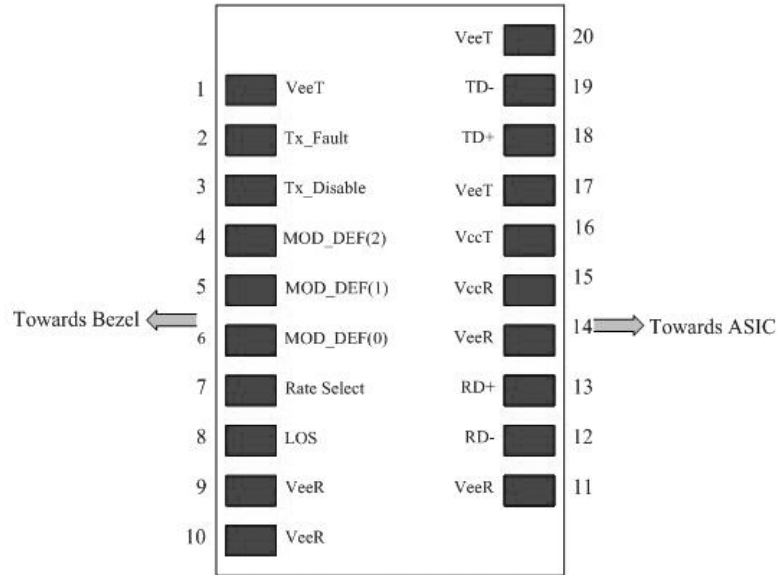 VeeT 20
1 VeeT TD- 19
2 Tx_Fault TD+ 18
3 Tx_Disable VeeT 17
4 MOD_DEF(2) VccT 16
5 MOD_DEF(1) VccR 15
Towards Bezel 6 MOD_DEF(0) VeeR 14 Towards ASIC
7 Rate Select RD+ 13
8 LOS RD- 12
9 VeeR VeeR 11
10 VeeR